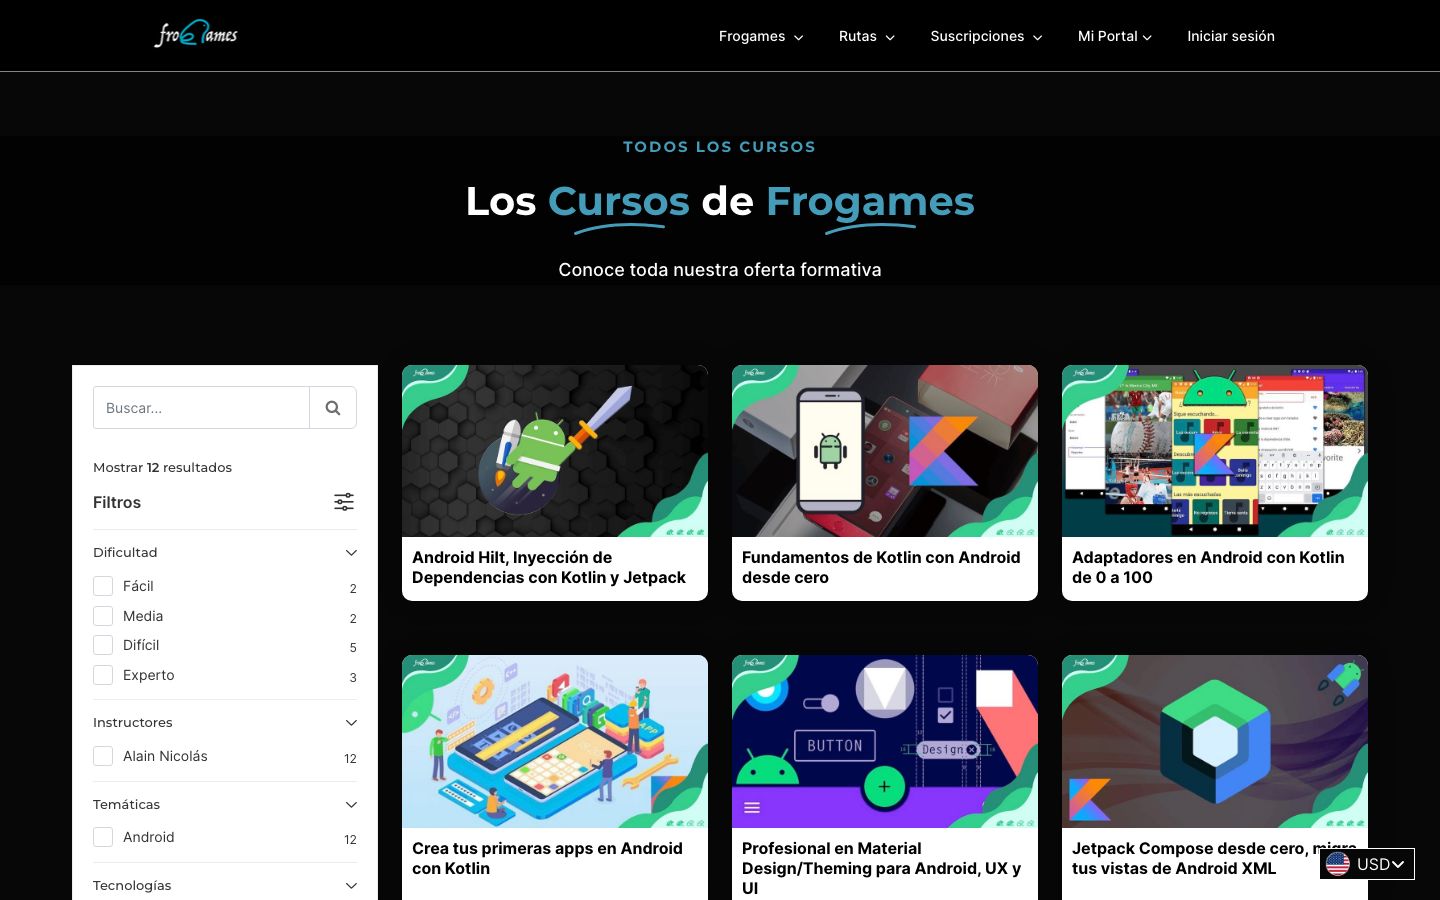 frogames
Frogames
Rutas
Suscripciones
Mi Portal
Iniciar sesión
TODOS LOS CURSOS
Los Cursos de Frogames
Conoce toda nuestra oferta formativa
Buscar...
Mostrar 12 resultados
Filtros
Dificultad
Fácil 2
Media 2
Difícil 5
Experto 3
Instructores
Alain Nicolás 12
Temáticas
Android 12
Tecnologías
Android Hilt, Inyección de
Dependencias con Kotlin y Jetpack
Fundamentos de Kotlin con Android
desde cero
Adaptadores en Android con Kotlin
de 0 a 100
Crea tus primeras apps en Android
con Kotlin
BUTTON
Design
Profesional en Material
Design/Theming para Android, UX y
UI
Jetpack Compose desde cero, migra
tus vistas de Android XML
USD